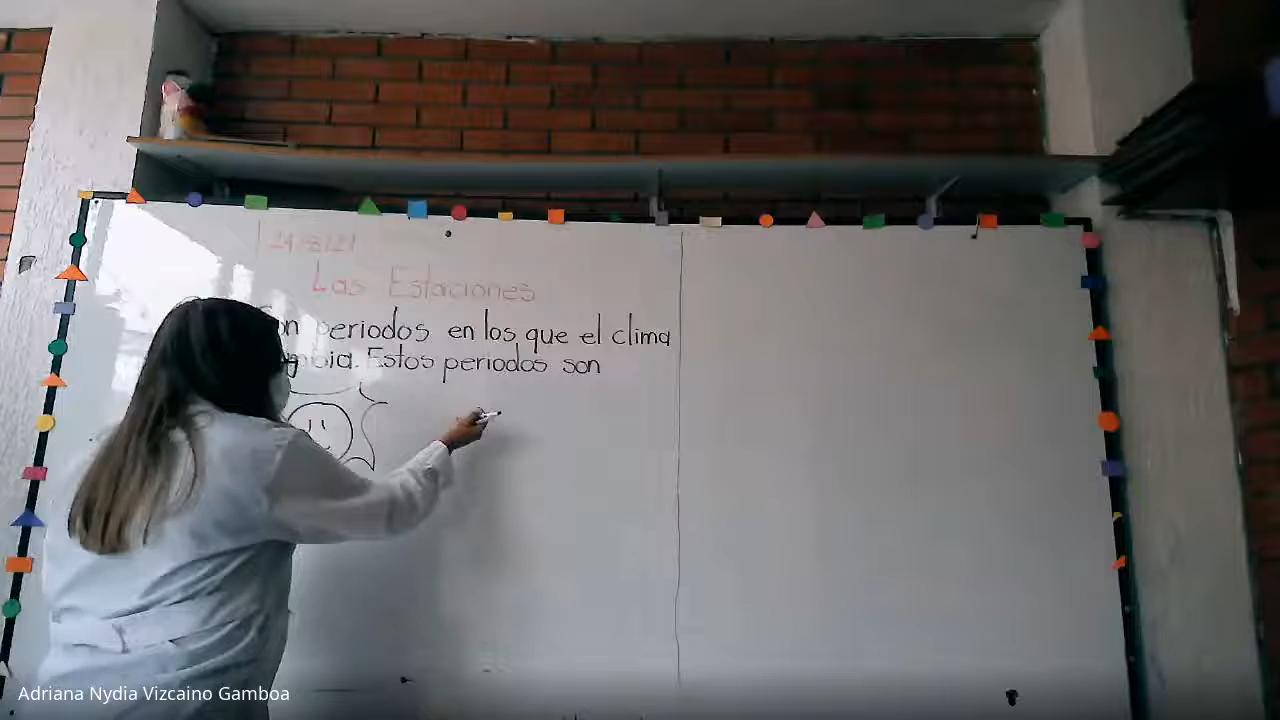 Las Estaciones
periodos en los que el clima
Estos periodos son
Adriana Nydia Vizcaino Gamboa